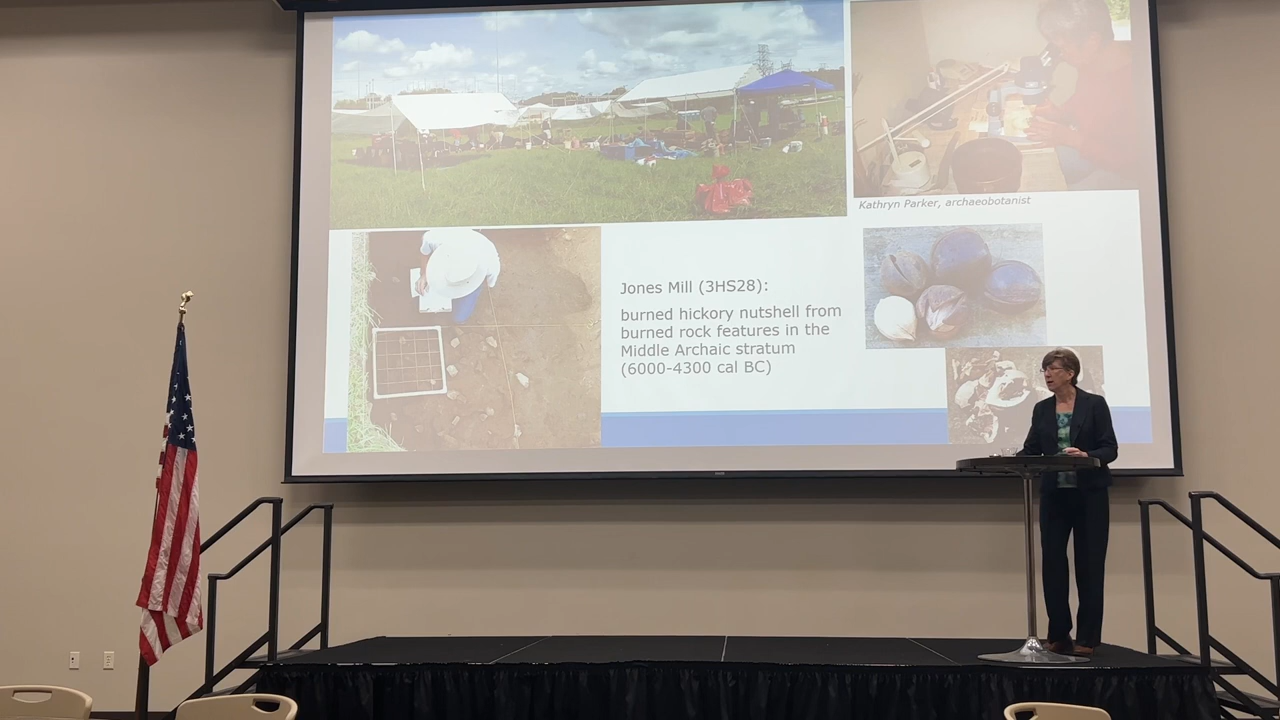 Kathryn Parker, archaeobotanist
Jones Mill (3HS28):
burned hickory nutshell from
burned rock features in the
Middle Archaic stratum
(6000-4300 cal BC)